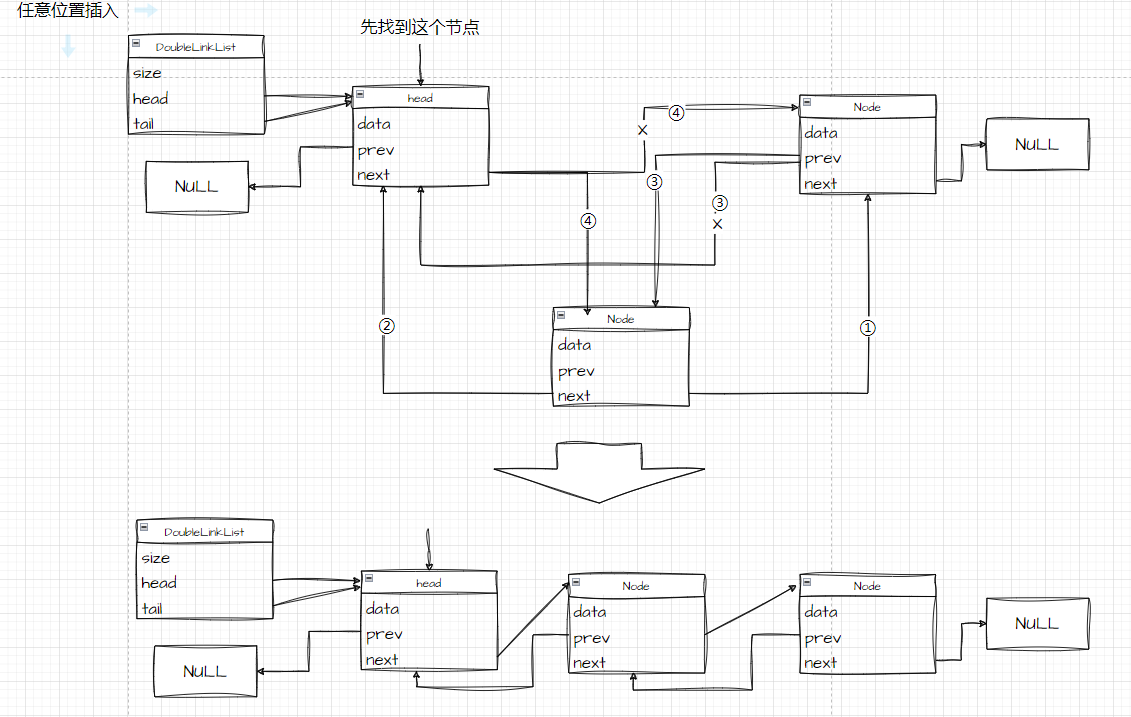 任意位置插入
先找到这个节点
DoubleLinkList
size
head
tail
head
data
prev
next
NULL
Node
data
prev
next
NULL
④
X
③
③
X
④
②
①
Node
data
prev
next
DoubleLinkList
size
head
tail
head
data
prev
next
NULL
Node
data
prev
next
Node
data
prev
next
NULL